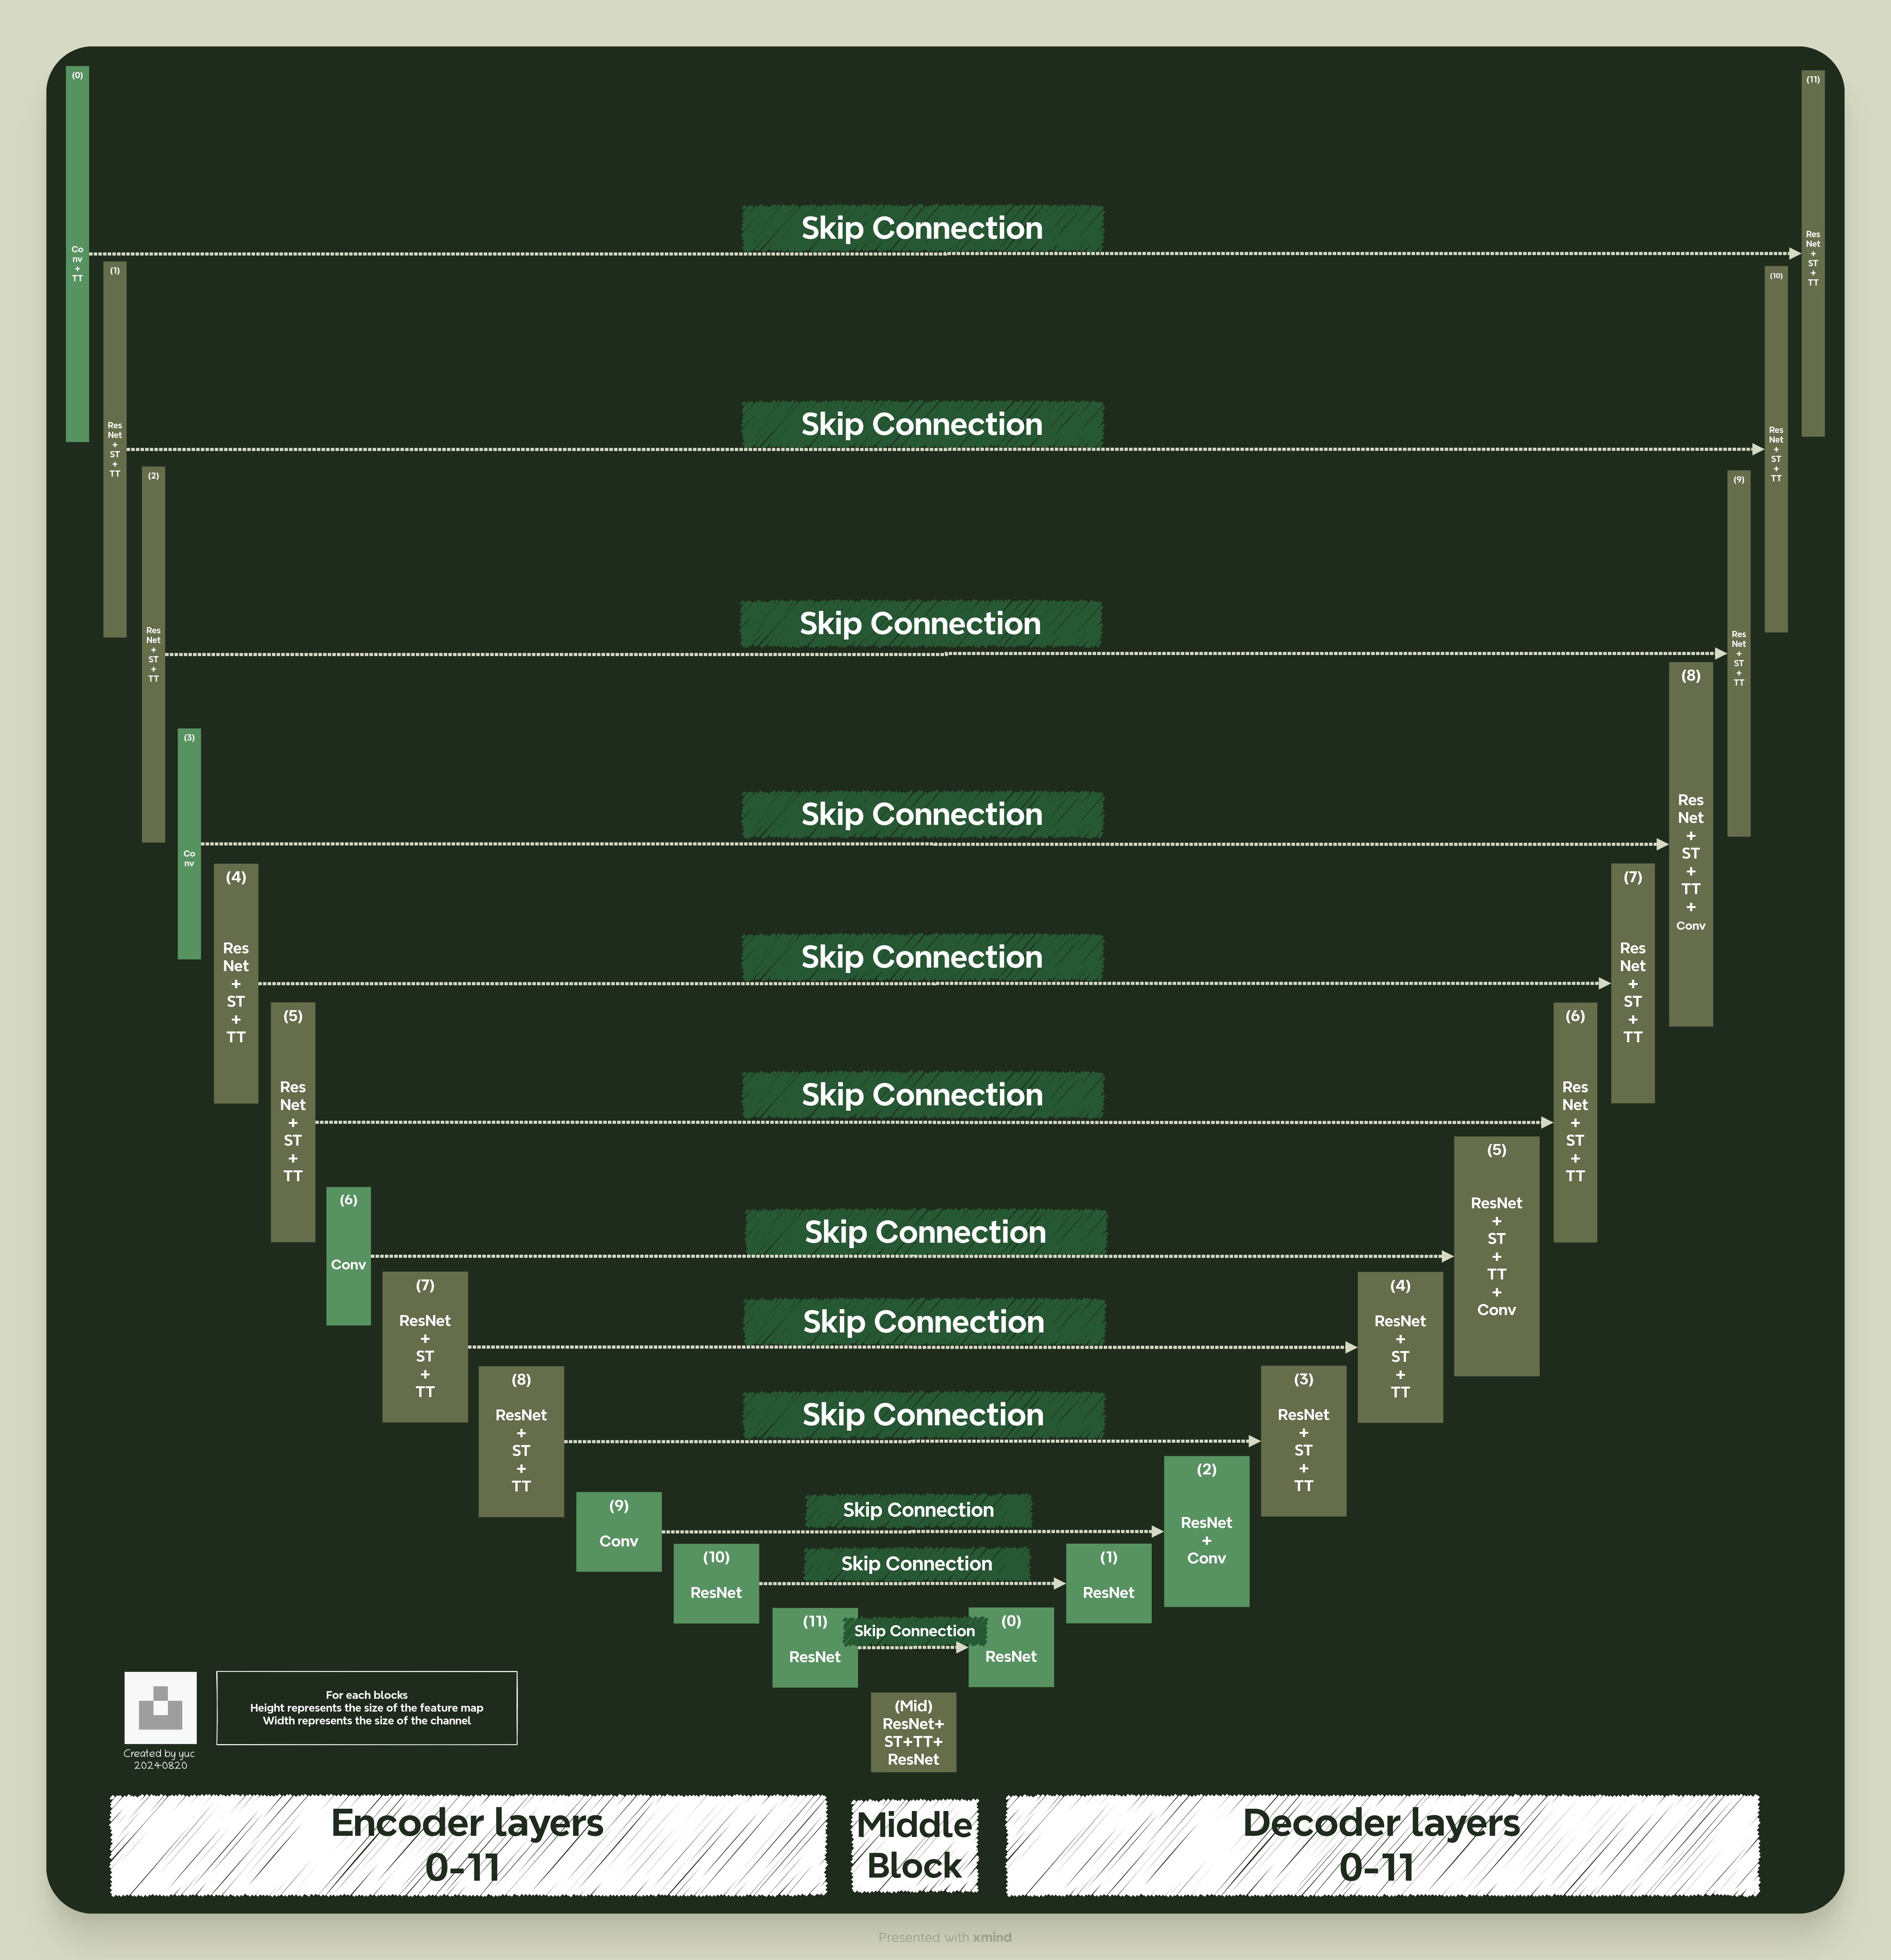 (0)
Co
nv
+
TT
(11)
Res
Net
+
ST
+
TT
Skip Connection
(1)
Res
Net
+
ST
+
TT
(10)
Res
Net
+
ST
+
TT
Skip Connection
(2)
Res
Net
+
ST
+
TT
(9)
Res
Net
+
ST
+
TT
Skip Connection
(3)
Co
nv
(8)
Res
Net
+
ST
+
TT
+
Conv
Skip Connection
(4)
Res
Net
+
ST
+
TT
(7)
Res
Net
+
ST
+
TT
Skip Connection
(5)
Res
Net
+
ST
+
TT
(6)
Res
Net
+
ST
+
TT
Skip Connection
(6)
Conv
(5)
ResNet
+
ST
+
TT
+
Conv
Skip Connection
(7)
ResNet
+
ST
+
TT
(4)
ResNet
+
ST
+
TT
Skip Connection
(8)
ResNet
+
ST
+
TT
(3)
ResNet
+
ST
+
TT
Skip Connection
(9)
Conv
(2)
ResNet
+
Conv
Skip Connection
(10)
ResNet
(1)
ResNet
Skip Connection
(11)
ResNet
(0)
ResNet
Skip Connection
(Mid)
ResNet+
ST+TT+
ResNet
For each blocks
Height represents the size of the feature map
Width represents the size of the channel
Created by yuc
20240820
Encoder layers
0-11
Middle
Block
Decoder layers
0-11
Presented with xmind